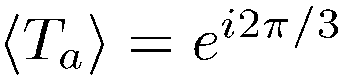 ⟨T_a⟩ = e^{i2π/3}